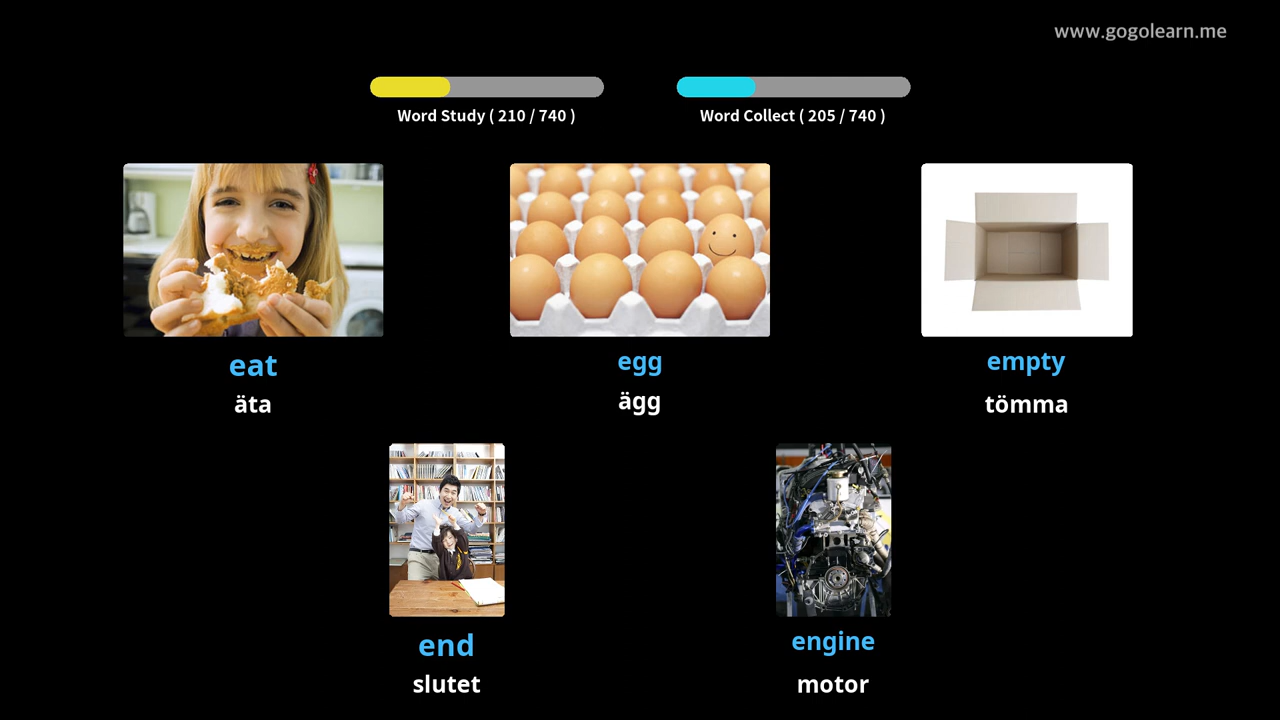 www.gogolearn.me
Word Study ( 210 / 740 )
Word Collect ( 205 / 740 )
eat
äta
egg
ägg
empty
tömma
end
slutet
engine
motor